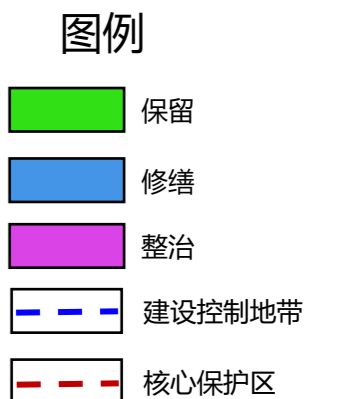 图例
保留
修缮
整治
建设控制地带
核心保护区